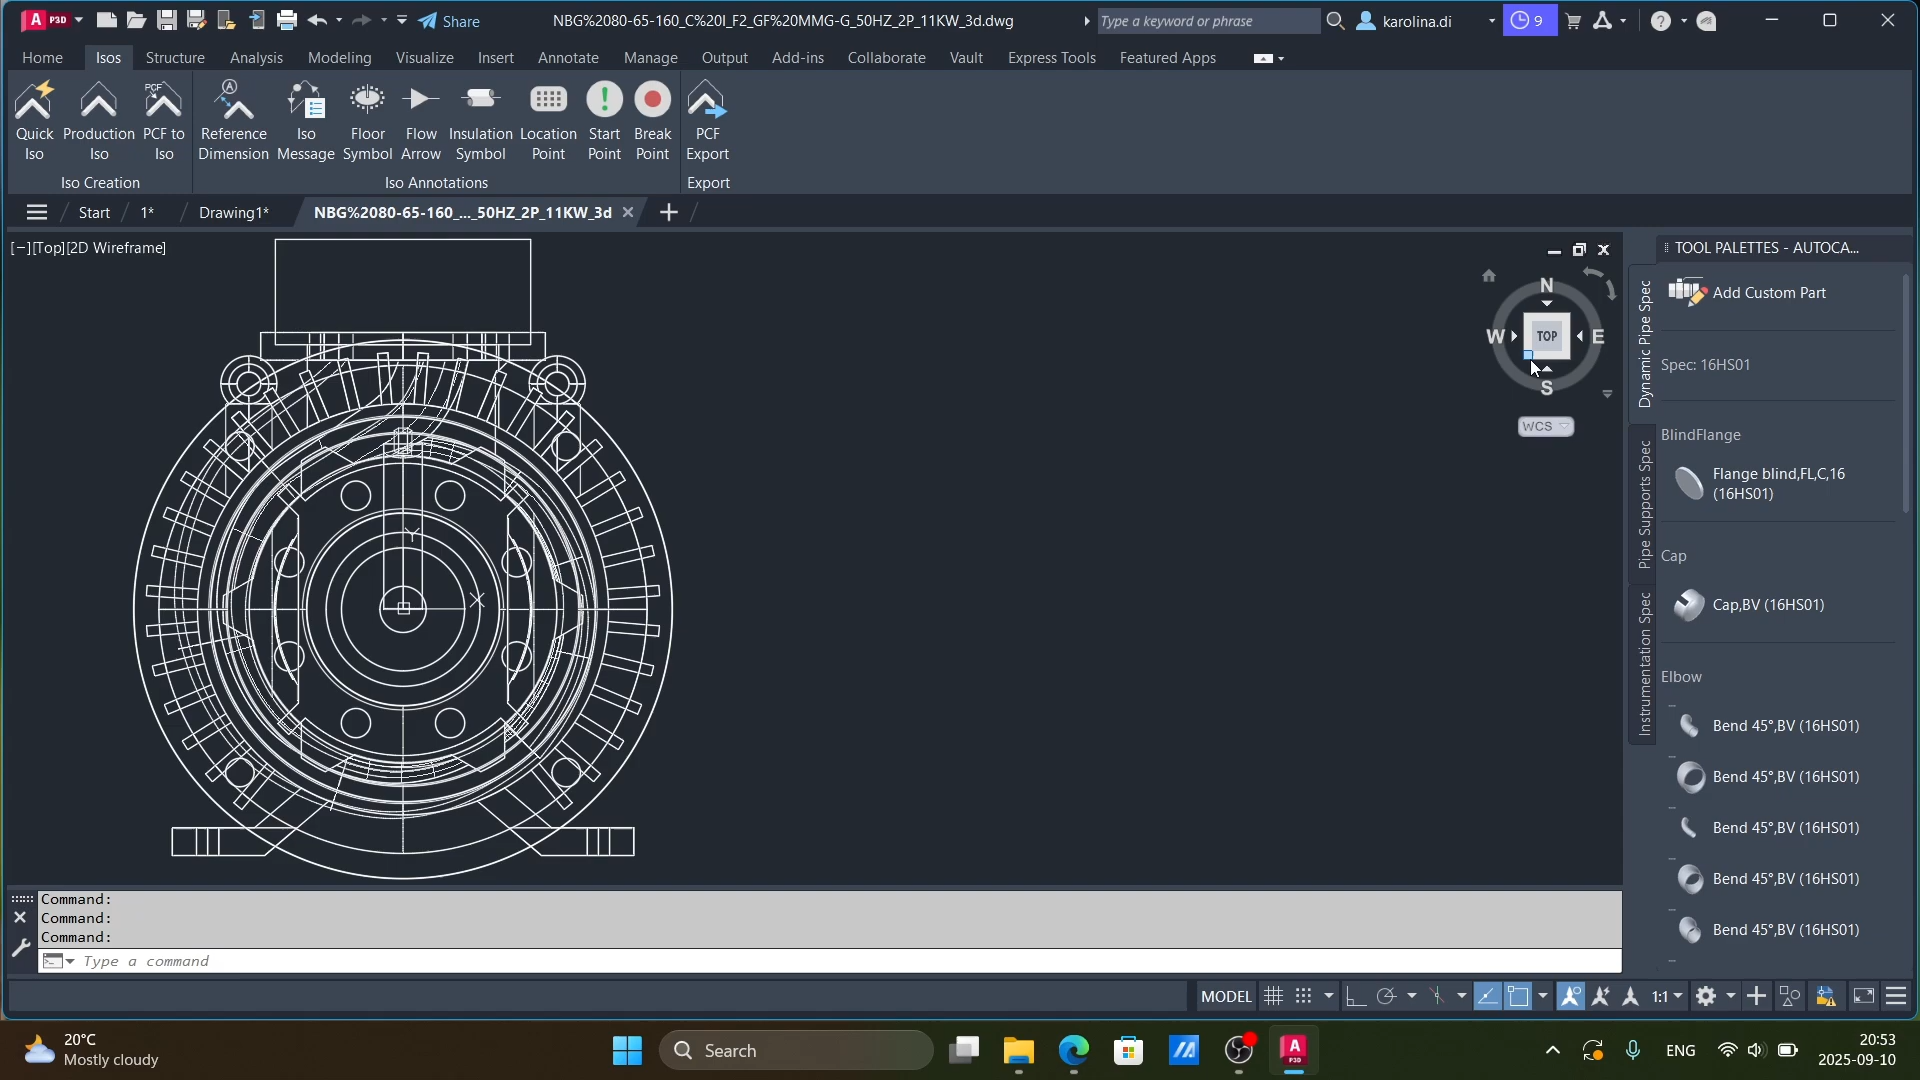 A P3D
Share
NBG%2080-65-160_C%20I_F2_GF%20MMG-G_50HZ_2P_11KW_3d.dwg
Type a keyword or phrase
karolina.di
9
Home Isos Structure Analysis Modeling Visualize Insert Annotate Manage Output Add-ins Collaborate Vault Express Tools Featured Apps
PCF
Quick Iso
Production Iso
PCF to Iso
Reference Dimension
Iso Message
Floor Symbol
Flow Arrow
Insulation Symbol
Location Point
Start Point
Break Point
PCF Export
Iso Creation
Iso Annotations
Export
Start
1*
Drawing1*
NBG%2080-65-160_..._50HZ_2P_11KW_3d
[−][Top][2D Wireframe]
N
W TOP E
S
WCS
Y
X
TOOL PALETTES - AUTOCA...
Dynamic Pipe Spec
Pipe Supports Spec
Instrumentation Spec
Add Custom Part
Spec: 16HS01
BlindFlange
Flange blind,FL,C,16
(16HS01)
Cap
Cap,BV (16HS01)
Elbow
Bend 45°,BV (16HS01)
Bend 45°,BV (16HS01)
Bend 45°,BV (16HS01)
Bend 45°,BV (16HS01)
Bend 45°,BV (16HS01)
Command:
Command:
Command:
Type a command
MODEL
1:1
20°C
Mostly cloudy
Search
A P3D
ENG
20:53
2025-09-10